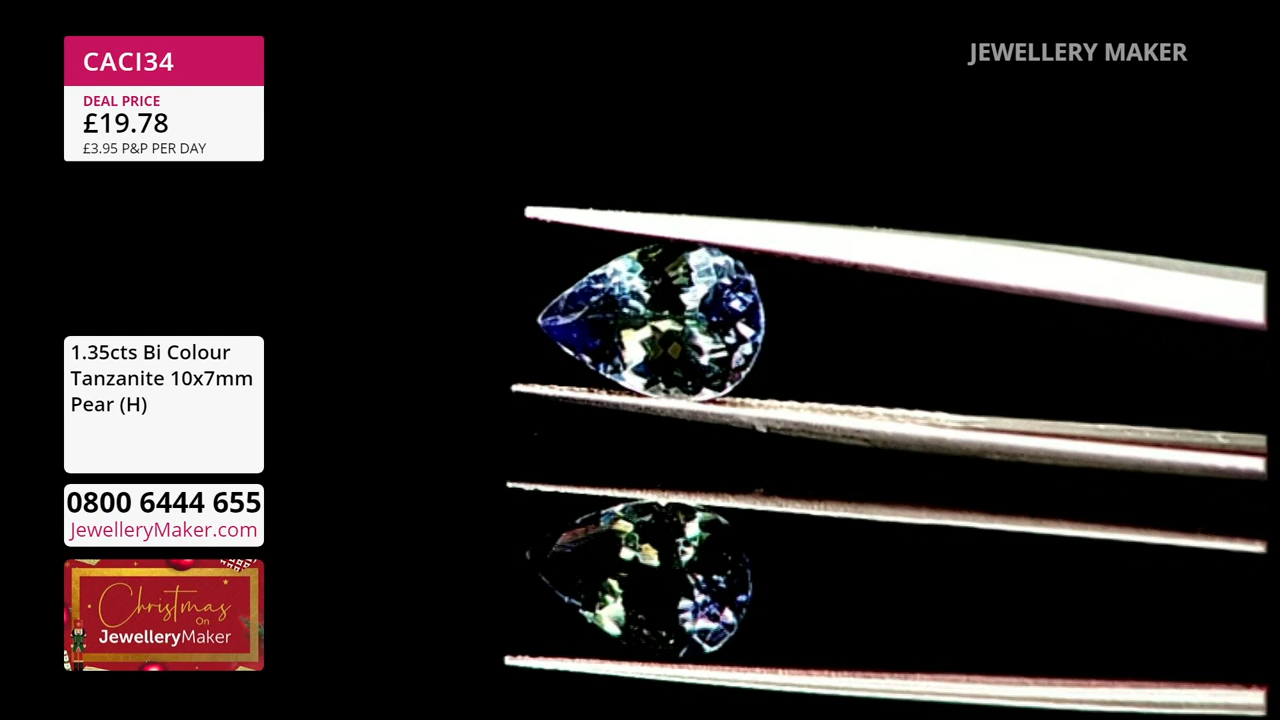 CACI34
DEAL PRICE
£19.78
£3.95 P&P PER DAY
JEWELLERY MAKER
1.35cts Bi Colour
Tanzanite 10x7mm
Pear (H)
0800 6444 655
JewelleryMaker.com
Christmas
On
JewelleryMaker